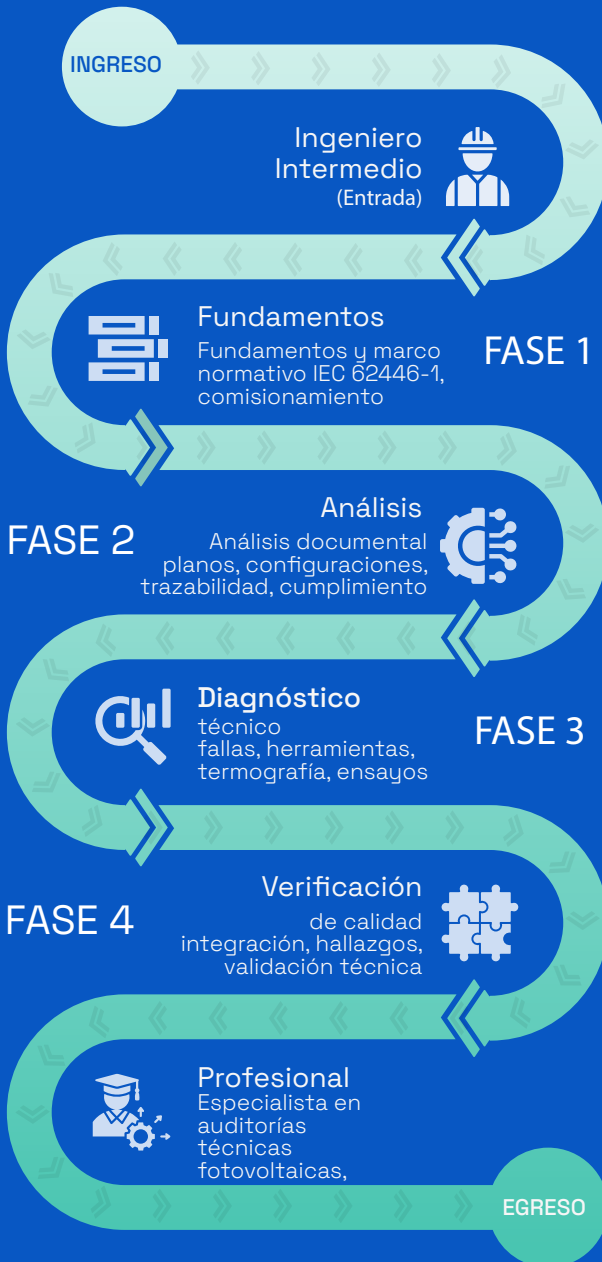 INGRESO
Ingeniero
Intermedio
(Entrada)
Fundamentos
Fundamentos y marco
normativo IEC 62446-1,
comisionamiento
FASE 1
FASE 2
Análisis
Análisis documental
planos, configuraciones,
trazabilidad, cumplimiento
Diagnóstico
técnico
fallas, herramientas,
termografía, ensayos
FASE 3
FASE 4
Verificación
de calidad
integración, hallazgos,
validación técnica
Profesional
Especialista en
auditorías
técnicas
fotovoltaicas,
EGRESO